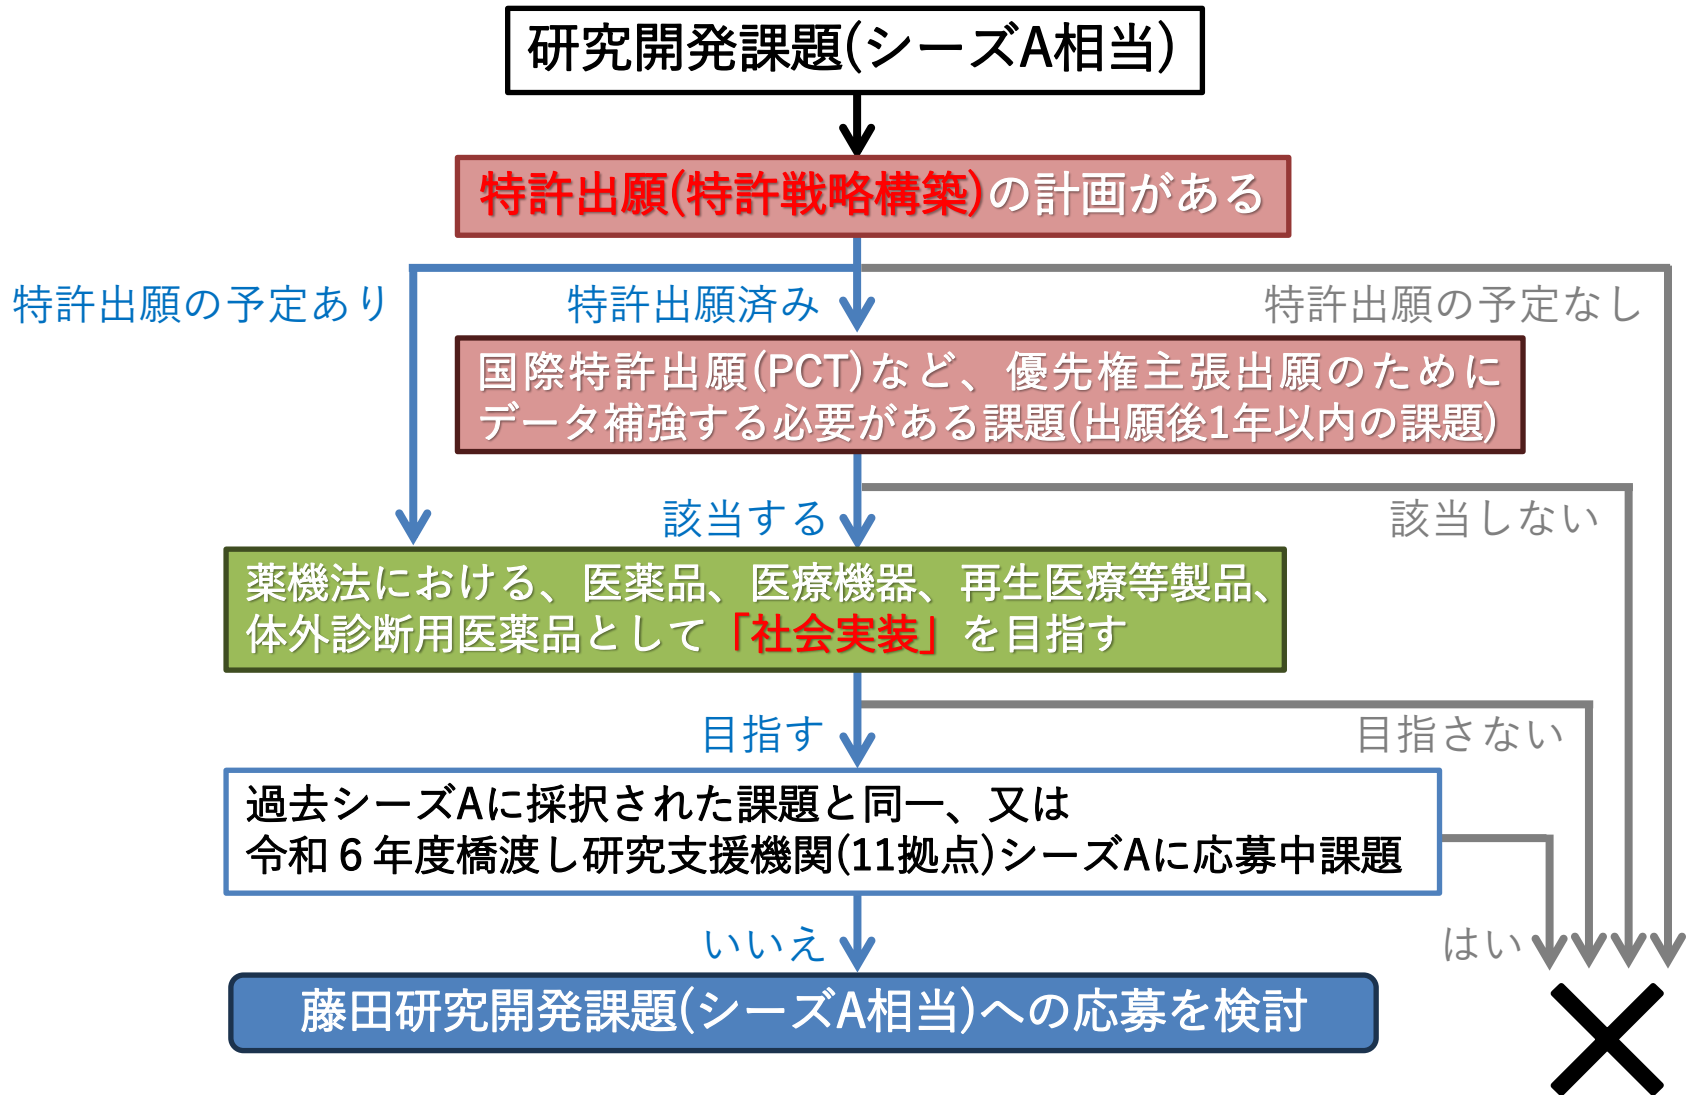 研究開発課題(シーズA相当)
特許出願(特許戦略構築)の計画がある
特許出願の予定あり
特許出願済み
特許出願の予定なし
国際特許出願(PCT)など、優先権主張出願のために
データ補強する必要がある課題(出願後1年以内の課題)
該当する
該当しない
薬機法における、医薬品、医療機器、再生医療等製品、
体外診断用医薬品として「社会実装」を目指す
目指す
目指さない
過去シーズAに採択された課題と同一、又は
令和６年度橋渡し研究支援機関(11拠点)シーズAに応募中課題
いいえ
はい
藤田研究開発課題(シーズA相当)への応募を検討